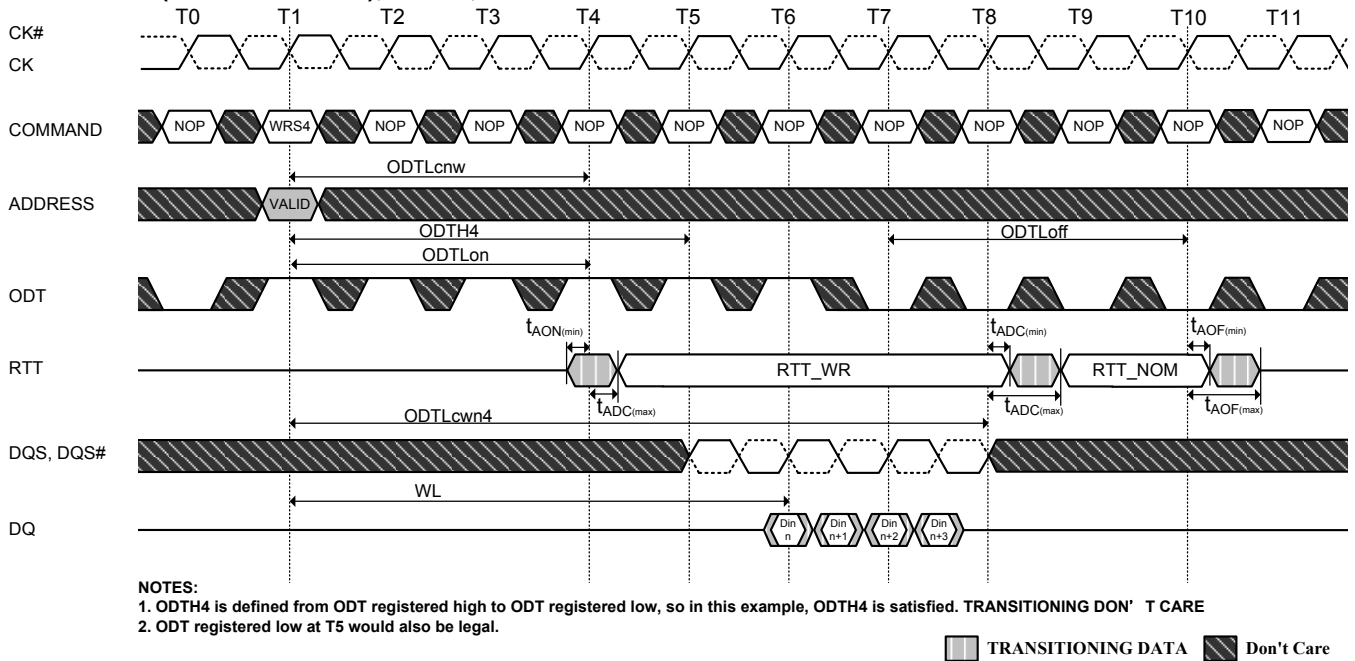 T0 T1 T2 T3 T4 T5 T6 T7 T8 T9 T10 T11
CK#
CK
COMMAND NOP WRS4 NOP NOP NOP NOP NOP NOP NOP NOP NOP NOP
ODTLcnw
ADDRESS VALID
ODTH4 ODTLoff
ODTLon
ODT
tAON(min) tADC(min) tAOF(min)
RTT RTT_WR RTT_NOM
tADC(max) tADC(max) tAOF(max)
ODTLcwn4
DQS, DQS#
WL
DQ Din n Din n+1 Din n+2 Din n+3
NOTES:
1. ODTH4 is defined from ODT registered high to ODT registered low, so in this example, ODTH4 is satisfied. TRANSITIONING DON' T CARE
2. ODT registered low at T5 would also be legal.
TRANSITIONING DATA Don't Care